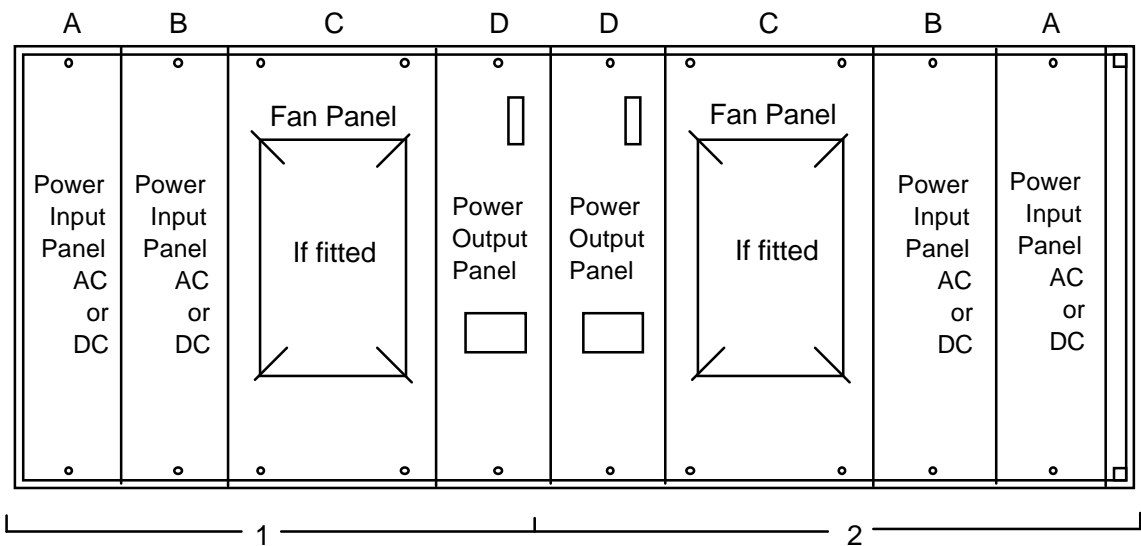 A B C D D C B A
Fan Panel
If fitted
Fan Panel
If fitted
Power
Input
Panel
AC
or
DC
Power
Input
Panel
AC
or
DC
Power
Output
Panel
Power
Output
Panel
Power
Input
Panel
AC
or
DC
Power
Input
Panel
AC
or
DC
1 2